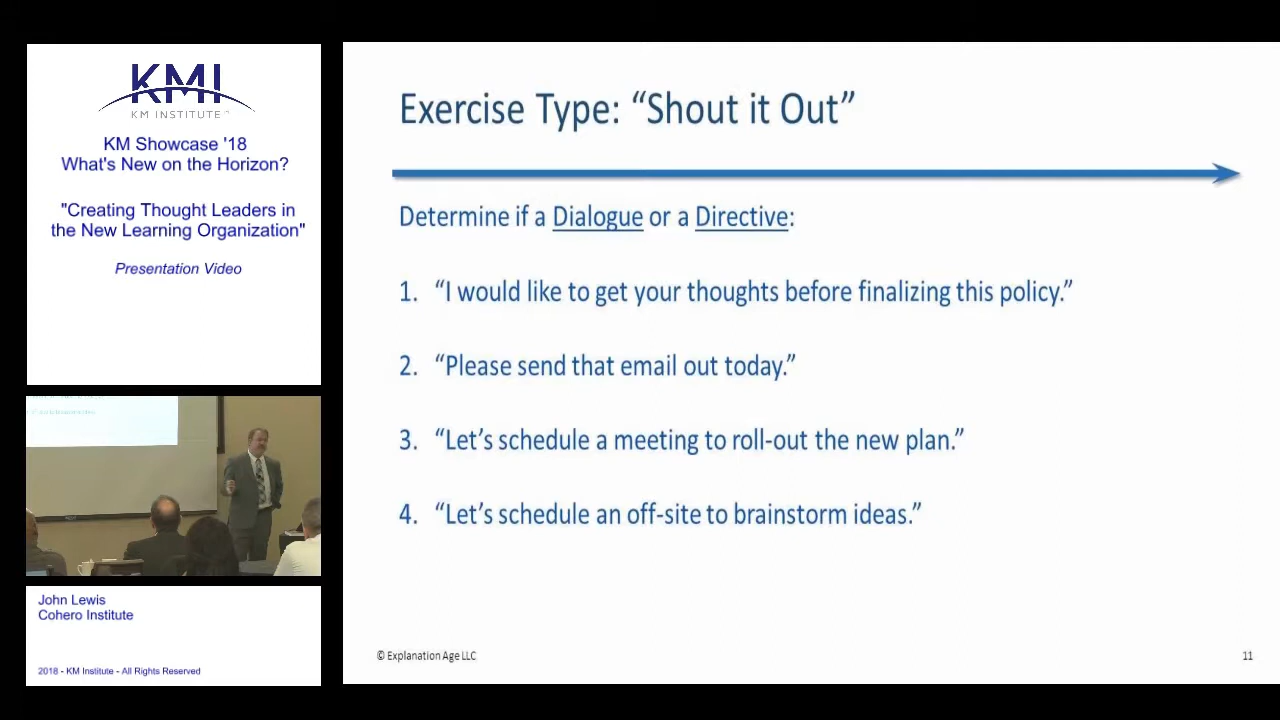 KMI
KM INSTITUTE
KM Showcase '18
What's New on the Horizon?
"Creating Thought Leaders in
the New Learning Organization"
Presentation Video
John Lewis
Cohero Institute
2018 - KM Institute - All Rights Reserved
Exercise Type: “Shout it Out”
Determine if a Dialogue or a Directive:
1. “I would like to get your thoughts before finalizing this policy.”
2. “Please send that email out today.”
3. “Let’s schedule a meeting to roll-out the new plan.”
4. “Let’s schedule an off-site to brainstorm ideas.”
© Explanation Age LLC
11